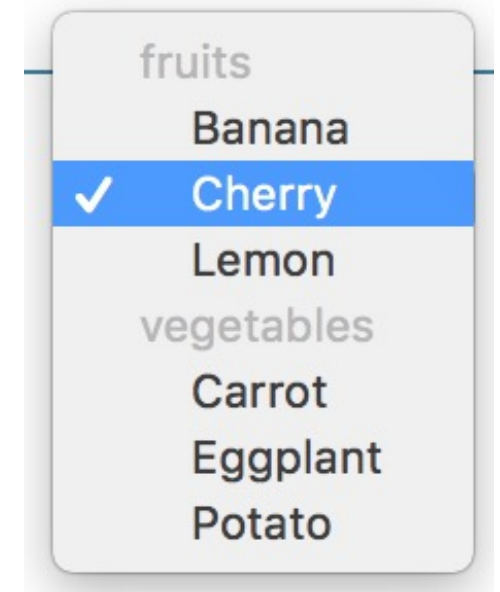 fruits
Banana
Cherry
Lemon
vegetables
Carrot
Eggplant
Potato